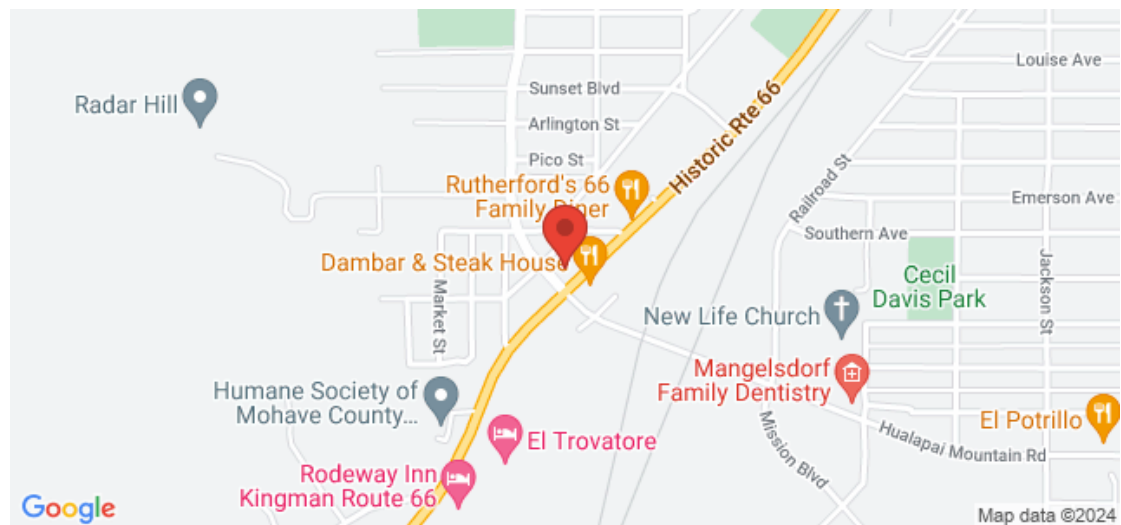 Louise Ave
Radar Hill
Sunset Blvd
Historic Rte 66
Arlington St
Pico St
Rutherford's 66
Family Diner
Railroad St
Emerson Ave
Southern Ave
Dambar & Steak House
Market St
Cecil
Davis Park
Jackson St
New Life Church
Mangelsdorf
Family Dentistry
Humane Society of
Mohave County...
El Potrillo
El Trovatore
Mission Blvd
Hualapai Mountain Rd
Rodeway Inn
Kingman Route 66
Google
Map data ©2024